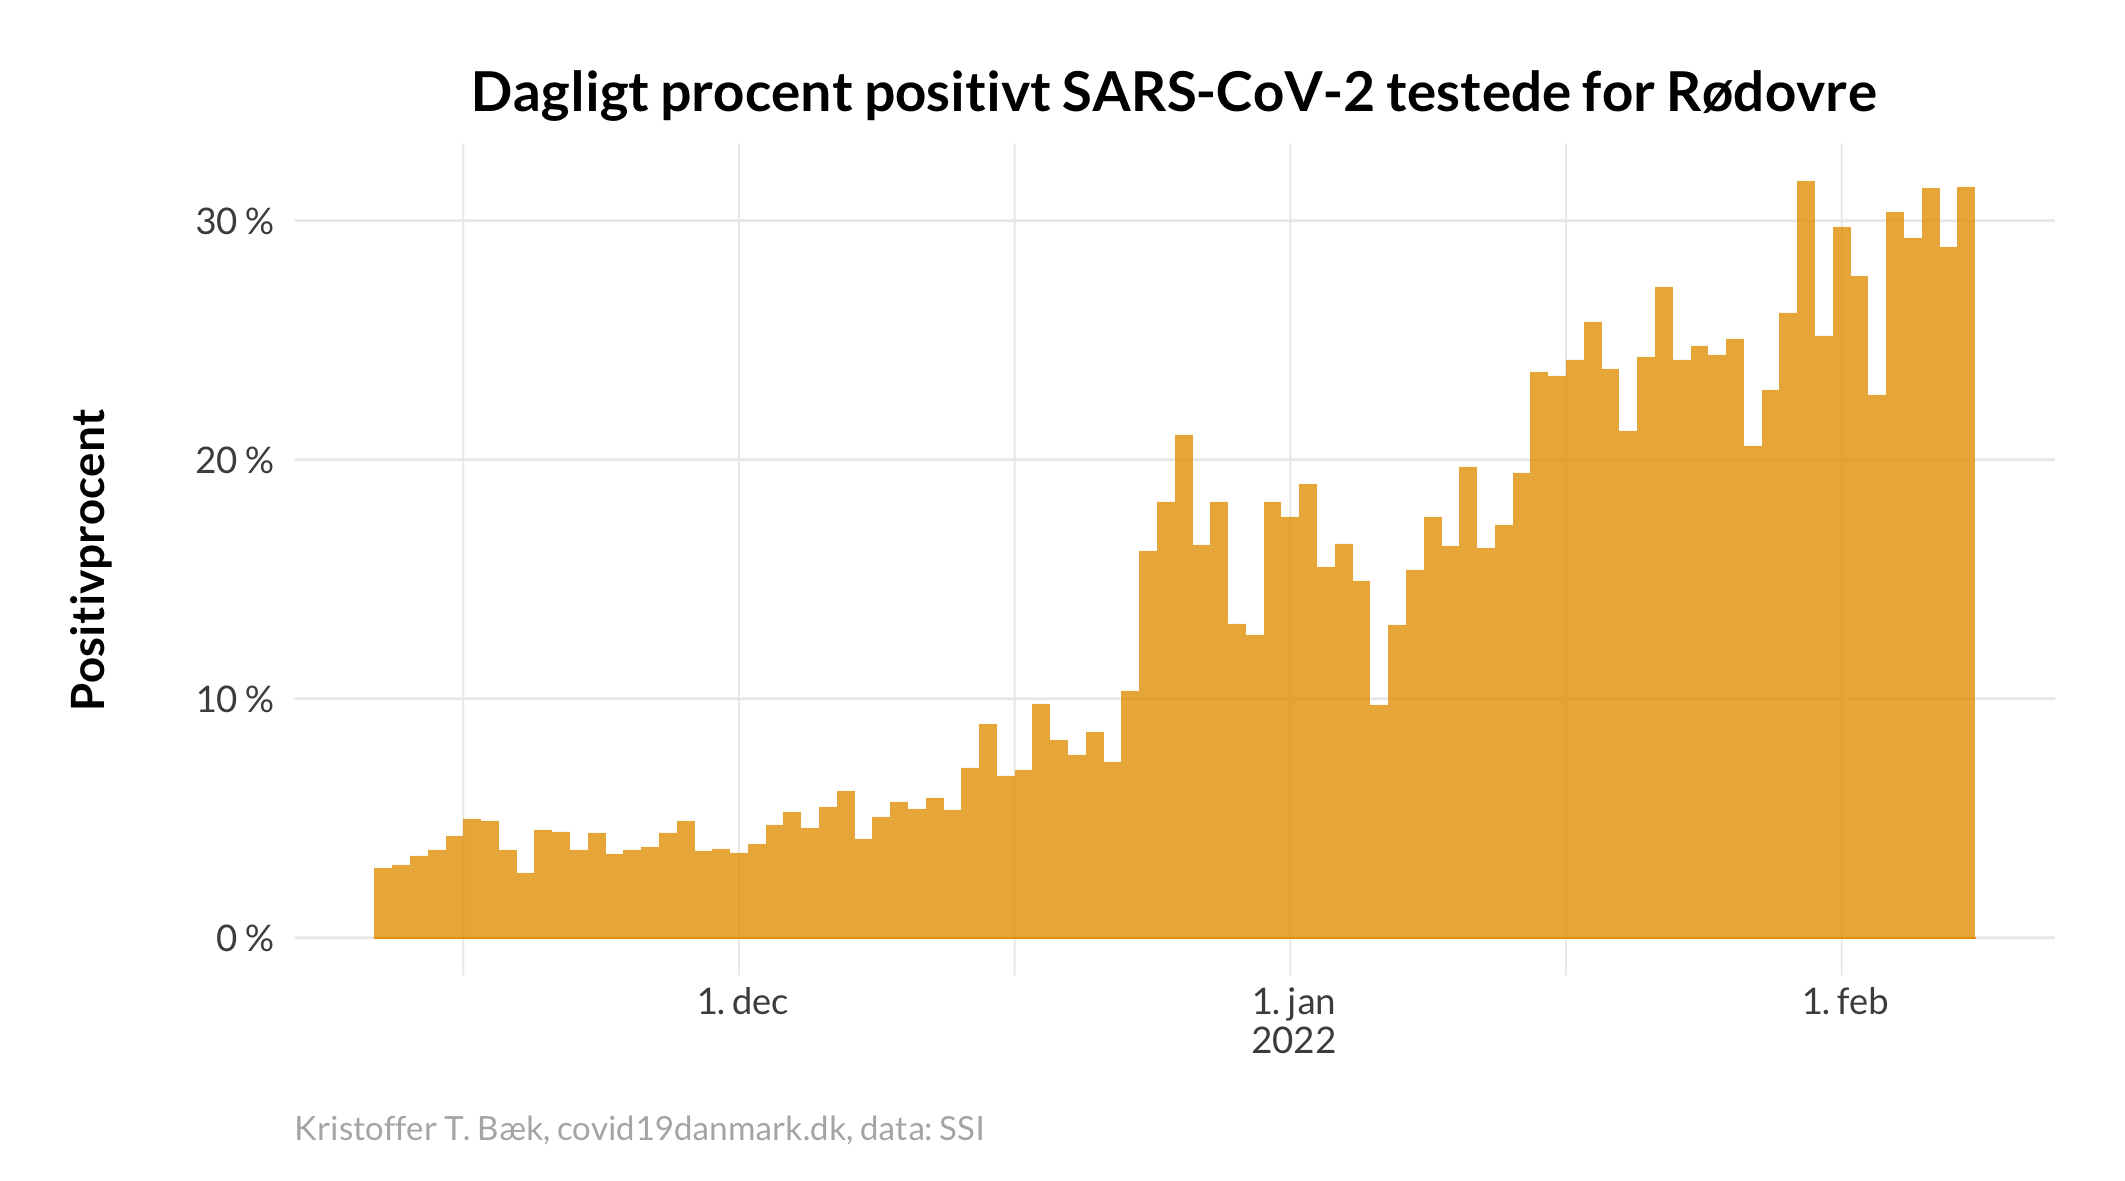 Dagligt procent positivt SARS-CoV-2 testede for Rødovre
Positivprocent
30 %
20 %
10 %
0 %
1. dec
1. jan
2022
1. feb
Kristoffer T. Bæk, covid19danmark.dk, data: SSI